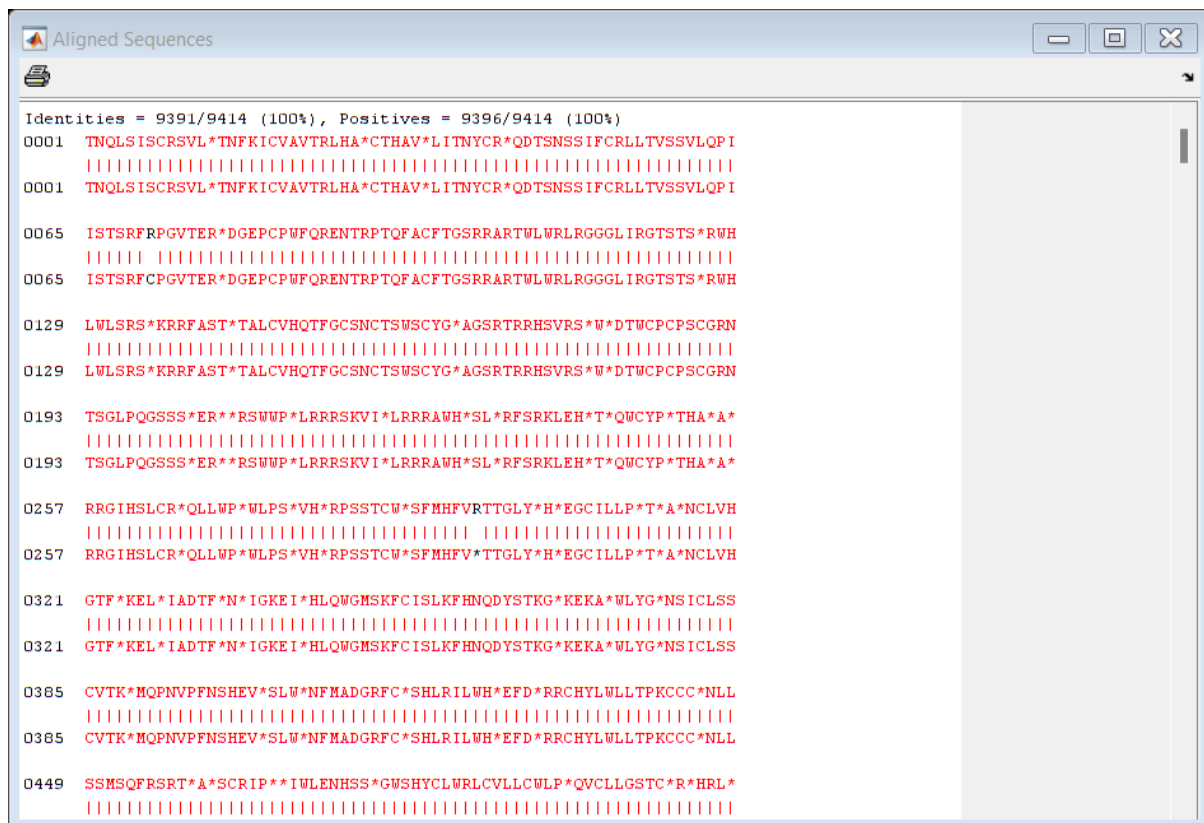 Aligned Sequences
Identities = 9391/9414 (100%), Positives = 9396/9414 (100%)
0001 TNQLSISCRSVL*TNFKICVAVTRLHA*CTHAV*LITNYCR*QDTSNSSIFCRLLTVSSVLQPI
||||||||||||||||||||||||||||||||||||||||||||||||||||||||||||||||
0001 TNQLSISCRSVL*TNFKICVAVTRLHA*CTHAV*LITNYCR*QDTSNSSIFCRLLTVSSVLQPI
0065 ISTSRFRPGVTER*DGEPCPWFQRENTRPTQFACFTGSRRARTWLWRLRGGGLIRGTSTS*RWH
|||||| |||||||||||||||||||||||||||||||||||||||||||||||||||||||||
0065 ISTSRFCPGVTER*DGEPCPWFQRENTRPTQFACFTGSRRARTWLWRLRGGGLIRGTSTS*RWH
0129 LWLSRS*KRRFAST*TALCVHQTFGCSNCTSWSCYG*AGSRTRRHSVRS*W*DTWCPCPSCGRN
||||||||||||||||||||||||||||||||||||||||||||||||||||||||||||||||
0129 LWLSRS*KRRFAST*TALCVHQTFGCSNCTSWSCYG*AGSRTRRHSVRS*W*DTWCPCPSCGRN
0193 TSGLPQGSSS*ER**RSWWP*LRRRSKVI*LRRRAWH*SL*RFSRKLEH*T*QWCYP*THA*A*
||||||||||||||||||||||||||||||||||||||||||||||||||||||||||||||||
0193 TSGLPQGSSS*ER**RSWWP*LRRRSKVI*LRRRAWH*SL*RFSRKLEH*T*QWCYP*THA*A*
0257 RRGIHSLCR*QLLWP*WLPS*VH*RPSSTCW*SFMHFVRTTGLY*H*EGCILLP*T*A*NCLVH
|||||||||||||||||||||||||||||||||||||| |||||||||||||||||||||||||
0257 RRGIHSLCR*QLLWP*WLPS*VH*RPSSTCW*SFMHFV*TTGLY*H*EGCILLP*T*A*NCLVH
0321 GTF*KEL*IADTF*N*IGKEI*HLQWGMSKFCISLKFHNQDYSTKG*KEKA*WLYG*NSICLSS
||||||||||||||||||||||||||||||||||||||||||||||||||||||||||||||||
0321 GTF*KEL*IADTF*N*IGKEI*HLQWGMSKFCISLKFHNQDYSTKG*KEKA*WLYG*NSICLSS
0385 CVTK*MQPNVPFNSHEV*SLW*NFMADGRFC*SHLRILWH*EFD*RRCHYLWLLTPKCCC*NLL
||||||||||||||||||||||||||||||||||||||||||||||||||||||||||||||||
0385 CVTK*MQPNVPFNSHEV*SLW*NFMADGRFC*SHLRILWH*EFD*RRCHYLWLLTPKCCC*NLL
0449 SSMSQFRSRT*A*SCRIP**IWLENHSS*GWSHYCLWRLCVLLCWLP*QVCLLGSTC*R*HRL*
||||||||||||||||||||||||||||||||||||||||||||||||||||||||||||||||